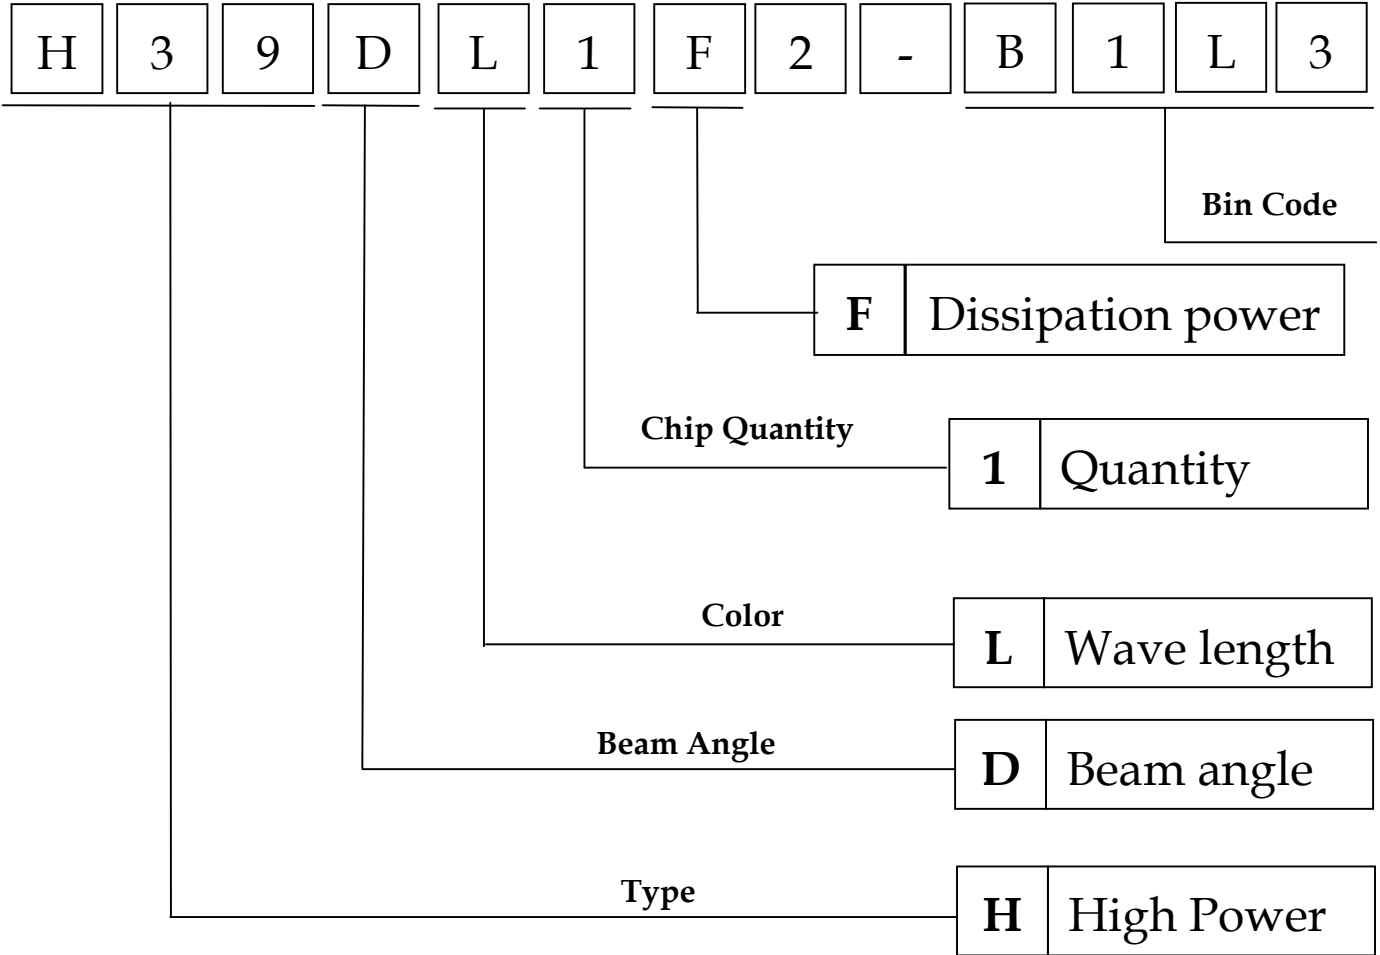 H 3 9 D L 1 F 2 - B 1 L 3
Bin Code
F Dissipation power
Chip Quantity
1 Quantity
Color
L Wave length
Beam Angle
D Beam angle
Type
H High Power